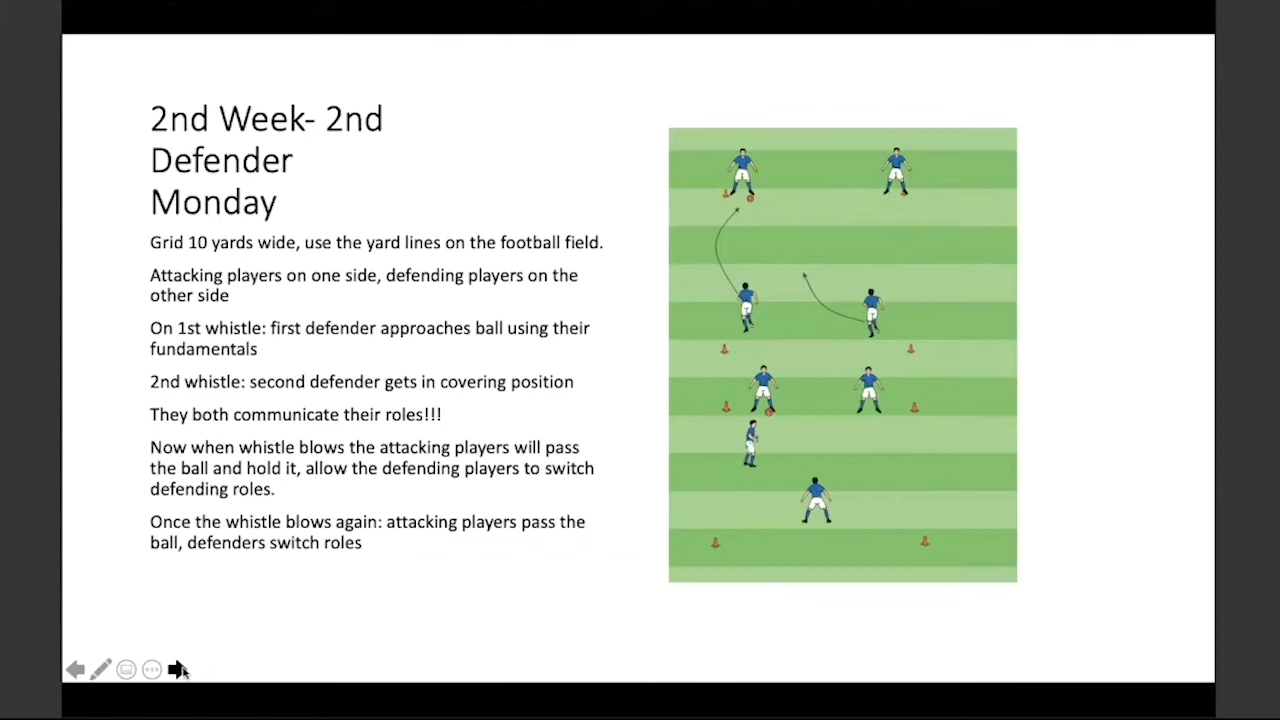 2nd Week- 2nd
Defender
Monday
Grid 10 yards wide, use the yard lines on the football field.
Attacking players on one side, defending players on the
other side
On 1st whistle: first defender approaches ball using their
fundamentals
2nd whistle: second defender gets in covering position
They both communicate their roles!!!
Now when whistle blows the attacking players will pass
the ball and hold it, allow the defending players to switch
defending roles.
Once the whistle blows again: attacking players pass the
ball, defenders switch roles